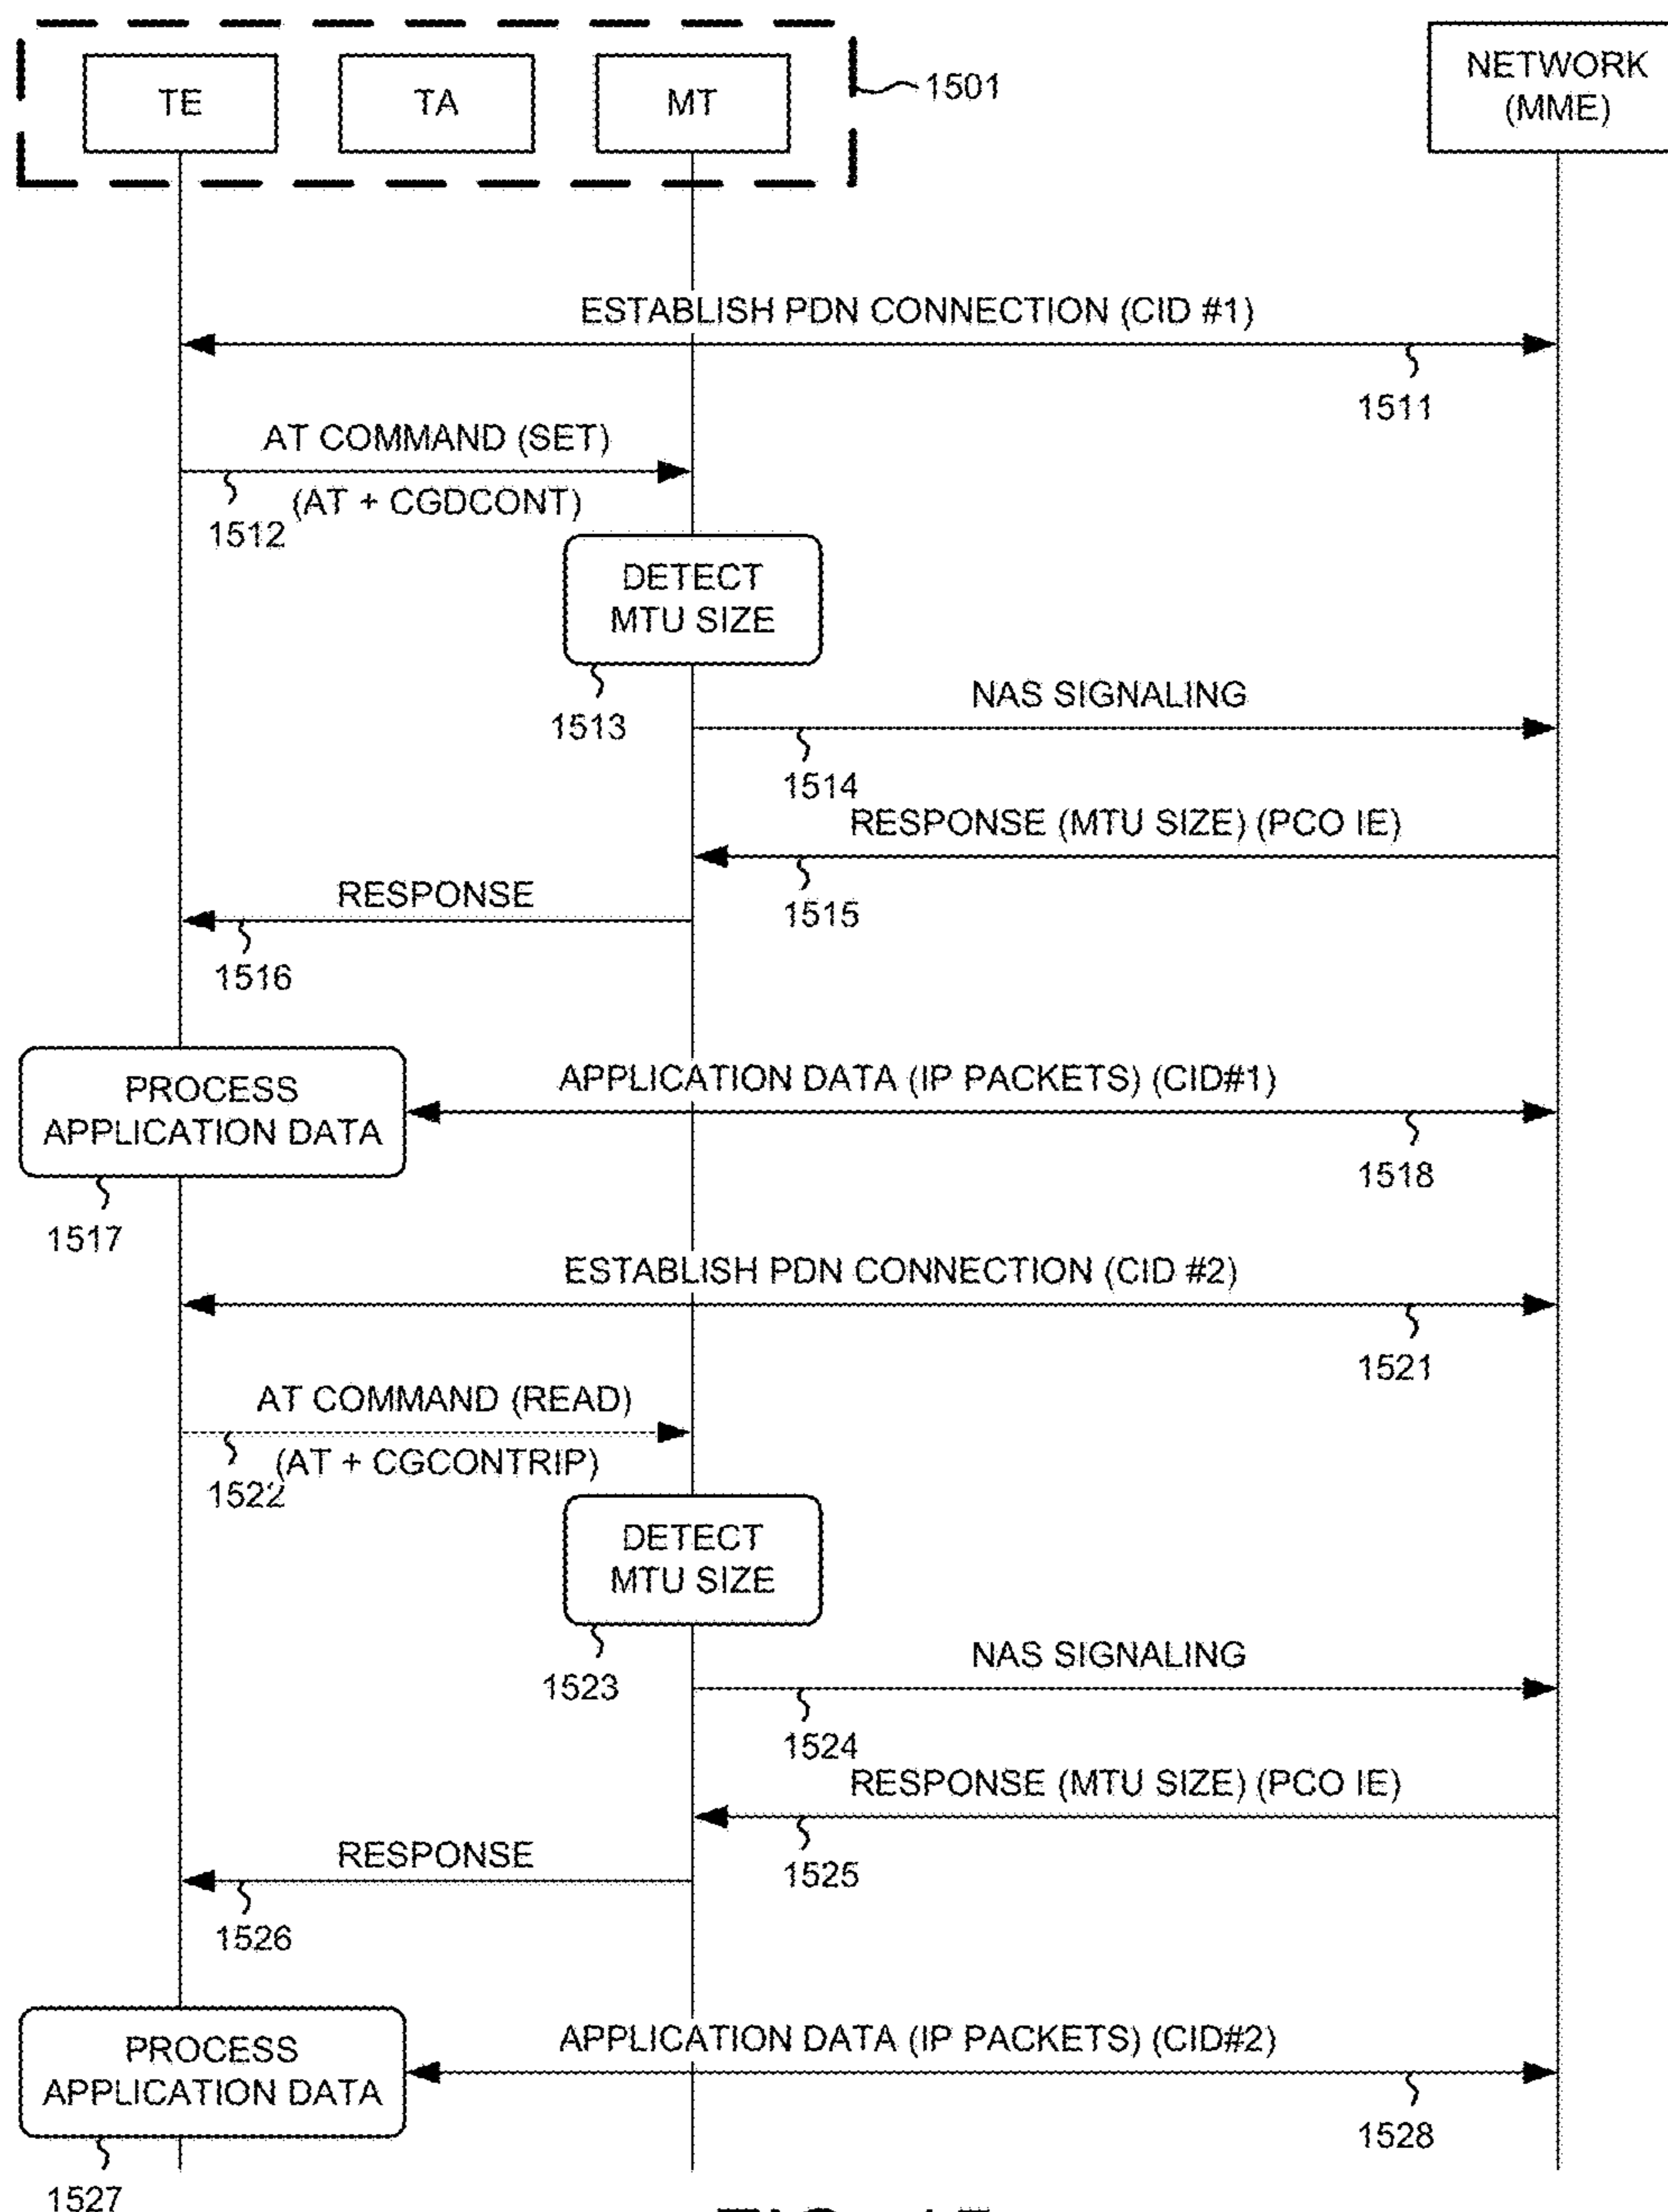 TE
TA
MT
1501
NETWORK
(MME)
ESTABLISH PDN CONNECTION (CID #1)
1511
AT COMMAND (SET)
(AT + CGDCONT)
1512
DETECT
MTU SIZE
1513
NAS SIGNALING
1514
RESPONSE (MTU SIZE) (PCO IE)
1515
RESPONSE
1516
PROCESS
APPLICATION DATA
1517
APPLICATION DATA (IP PACKETS) (CID#1)
1518
ESTABLISH PDN CONNECTION (CID #2)
1521
AT COMMAND (READ)
(AT + CGCONTRIP)
1522
DETECT
MTU SIZE
1523
NAS SIGNALING
1524
RESPONSE (MTU SIZE) (PCO IE)
1525
RESPONSE
1526
PROCESS
APPLICATION DATA
1527
APPLICATION DATA (IP PACKETS) (CID#2)
1528